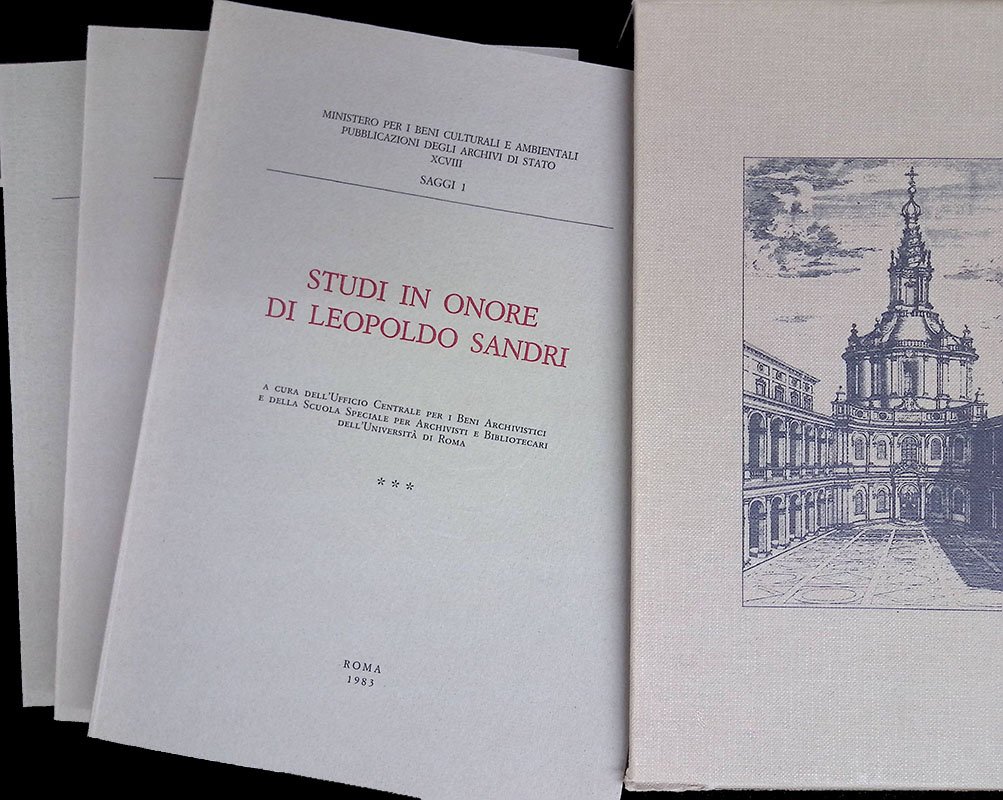 MINISTERO PER I BENI CULTURALI E AMBIENTALI
PUBBLICAZIONI DEGLI ARCHIVI DI STATO
XCVIII
SAGGI 1
STUDI IN ONORE
DI LEOPOLDO SANDRI
A CURA DELL'UFFICIO CENTRALE PER I BENI ARCHIVISTICI
E DELLA SCUOLA SPECIALE PER ARCHIVISTI E BIBLIOTECARI
DELL'UNIVERSITÀ DI ROMA
* * *
ROMA
1983